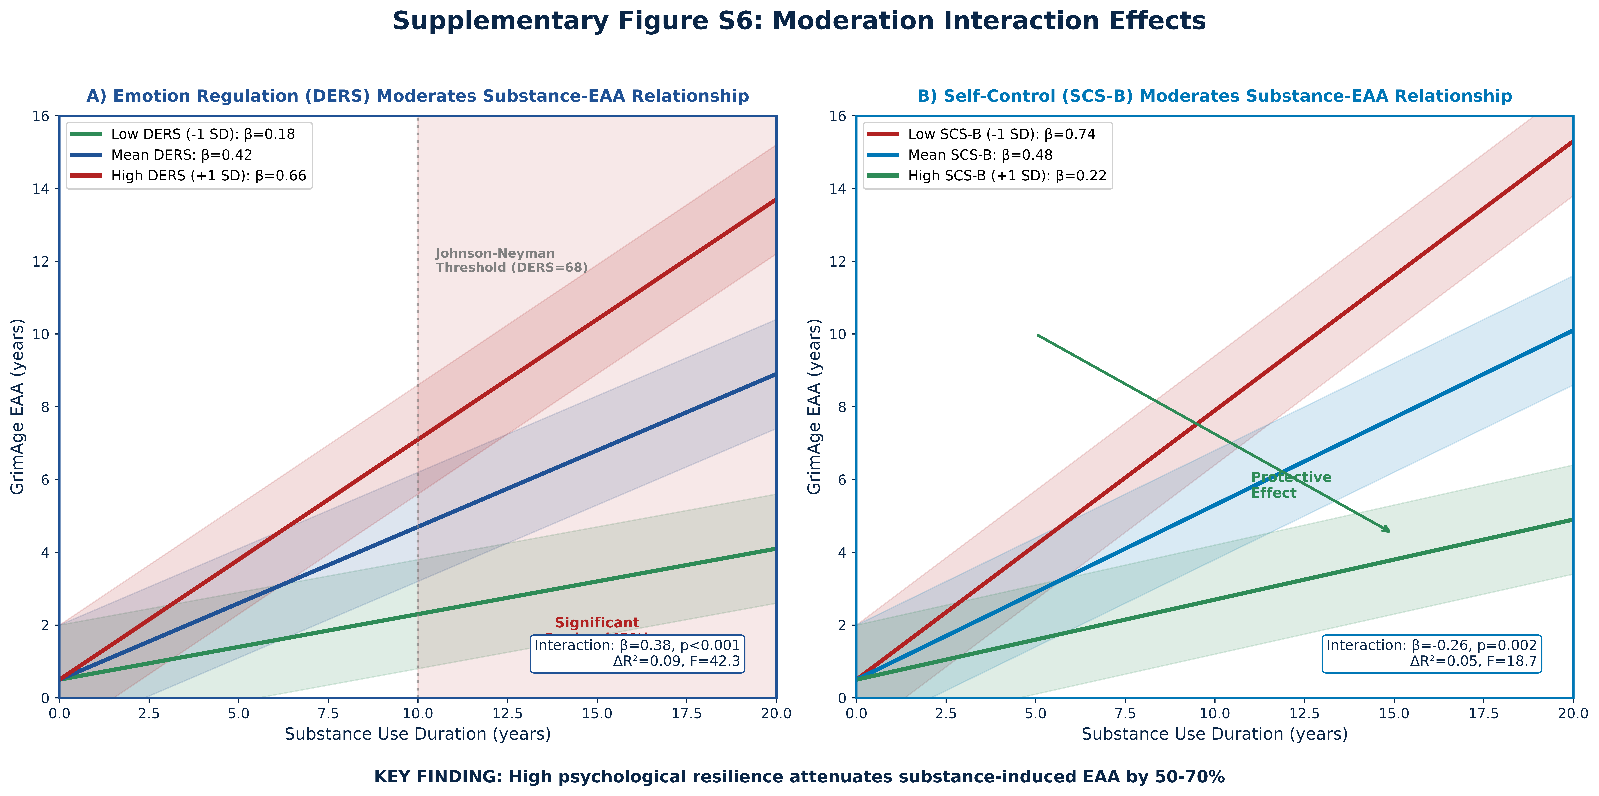 Supplementary Figure S6: Moderation Interaction Effects
A) Emotion Regulation (DERS) Moderates Substance-EAA Relationship
Low DERS (-1 SD): β=0.18
Mean DERS: β=0.42
High DERS (+1 SD): β=0.66
Johnson-Neyman
Threshold (DERS=68)
Significant
Interaction: β=0.38, p<0.001
ΔR²=0.09, F=42.3
GrimAge EAA (years)
16
14
12
10
8
6
4
2
0
0.0 2.5 5.0 7.5 10.0 12.5 15.0 17.5 20.0
Substance Use Duration (years)
B) Self-Control (SCS-B) Moderates Substance-EAA Relationship
Low SCS-B (-1 SD): β=0.74
Mean SCS-B: β=0.48
High SCS-B (+1 SD): β=0.22
Protective
Effect
Interaction: β=-0.26, p=0.002
ΔR²=0.05, F=18.7
GrimAge EAA (years)
16
14
12
10
8
6
4
2
0
0.0 2.5 5.0 7.5 10.0 12.5 15.0 17.5 20.0
Substance Use Duration (years)
KEY FINDING: High psychological resilience attenuates substance-induced EAA by 50-70%